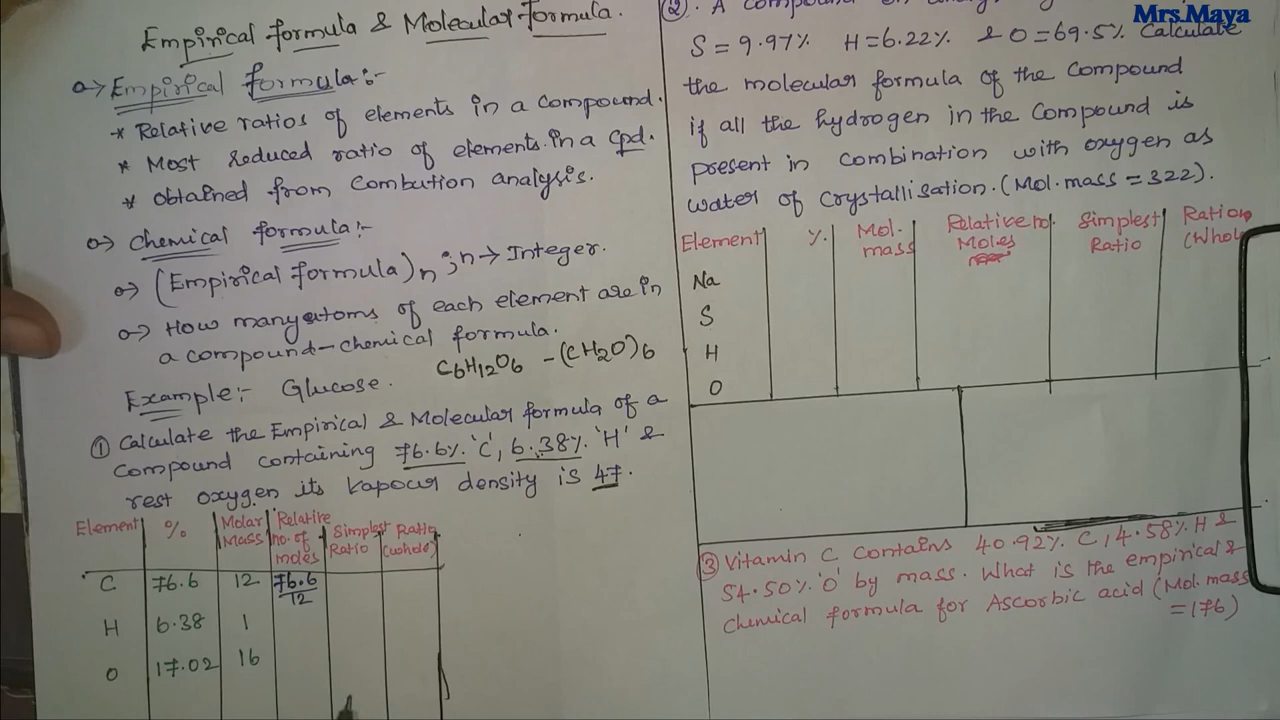 Empirical formula & Molecular formula.
Empirical formula:-
* Relative ratios of elements in a compound.
* Most reduced ratio of elements in a cpd.
* Obtained from Combution analysis.
Chemical formula:-
(Empirical formula)n ; n → Integer.
How many atoms of each element are in
a compound - chemical formula.
Example:- Glucose. C6H12O6 - (CH2O)6
① Calculate the Empirical & Molecular formula of a
Compound containing 76.6% 'C', 6.38% 'H' &
rest oxygen its vapour density is 47.
Element % Molar Mass Relative no. of moles Simplest Ratio Ratio (whole)
C 76.6 12 76.6/12
H 6.38 1
O 17.02 16
Mrs.Maya
② A Compound on
S = 9.97% H = 6.22% & O = 69.5% Calculate
the molecular formula of the Compound
if all the hydrogen in the Compound is
present in combination with oxygen as
water of Crystallisation. (Mol. mass = 322).
Element % Mol. mass Relative no. Moles Simplest Ratio Ratio (Whole
Na
S
H
O
③ Vitamin C contains 40.92% C, 4.58% H &
54.50% 'O' by mass. What is the empirical &
chemical formula for Ascorbic acid (Mol. mass
= 176)